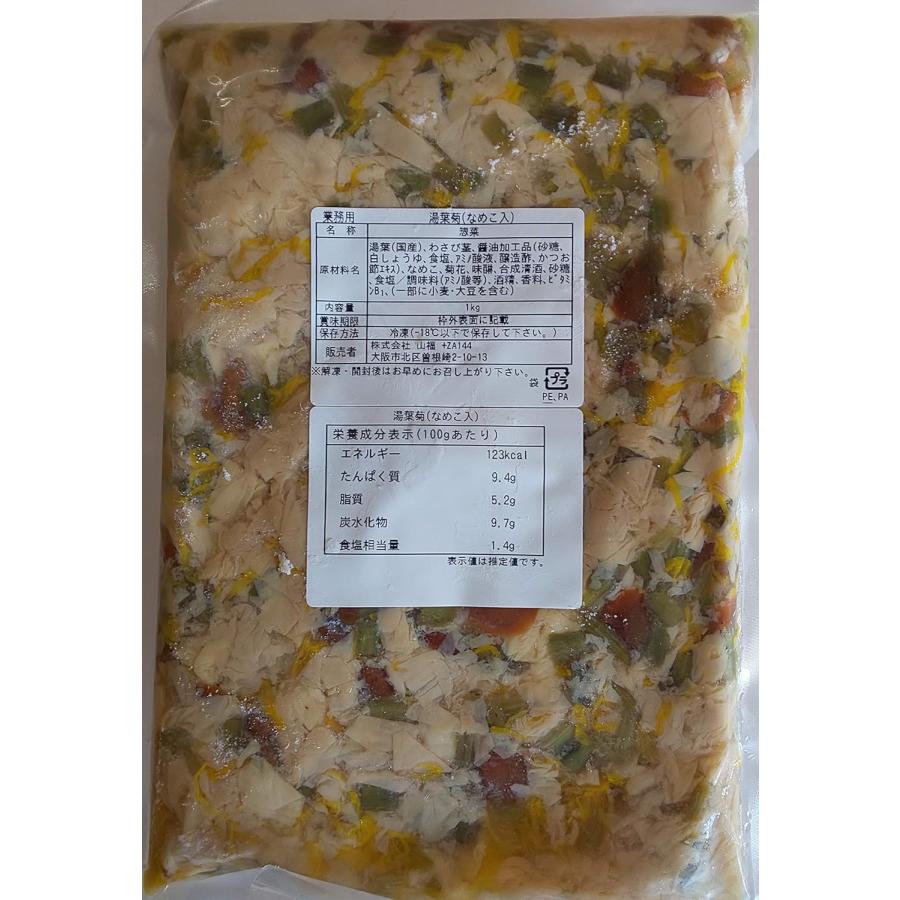 業務用 湯葉菊(なめこ入)
名 称 惣菜
原材料名 湯葉(国産)、わさび茎、醤油加工品(砂糖、
白しょうゆ、食塩、アミノ酸液、醸造酢、かつお
節エキス)、なめこ、菊花、味醂、合成清酒、砂糖
、食塩／調味料(アミノ酸等)、酒精、香料、ビタミ
ンB₁、(一部に小麦・大豆を含む)
内容量 1kg
賞味期限 枠外表面に記載
保存方法 冷凍(-18℃以下で保存して下さい。)
販売者 株式会社 山福 +ZA144
大阪市北区曽根崎2-10-13
※解凍・開封後はお早めにお召し上がり下さい。
袋 プラ
PE、PA
湯葉菊(なめこ入)
栄養成分表示(100gあたり)
エネルギー 123kcal
たんぱく質 9.4g
脂質 5.2g
炭水化物 9.7g
食塩相当量 1.4g
表示値は推定値です。